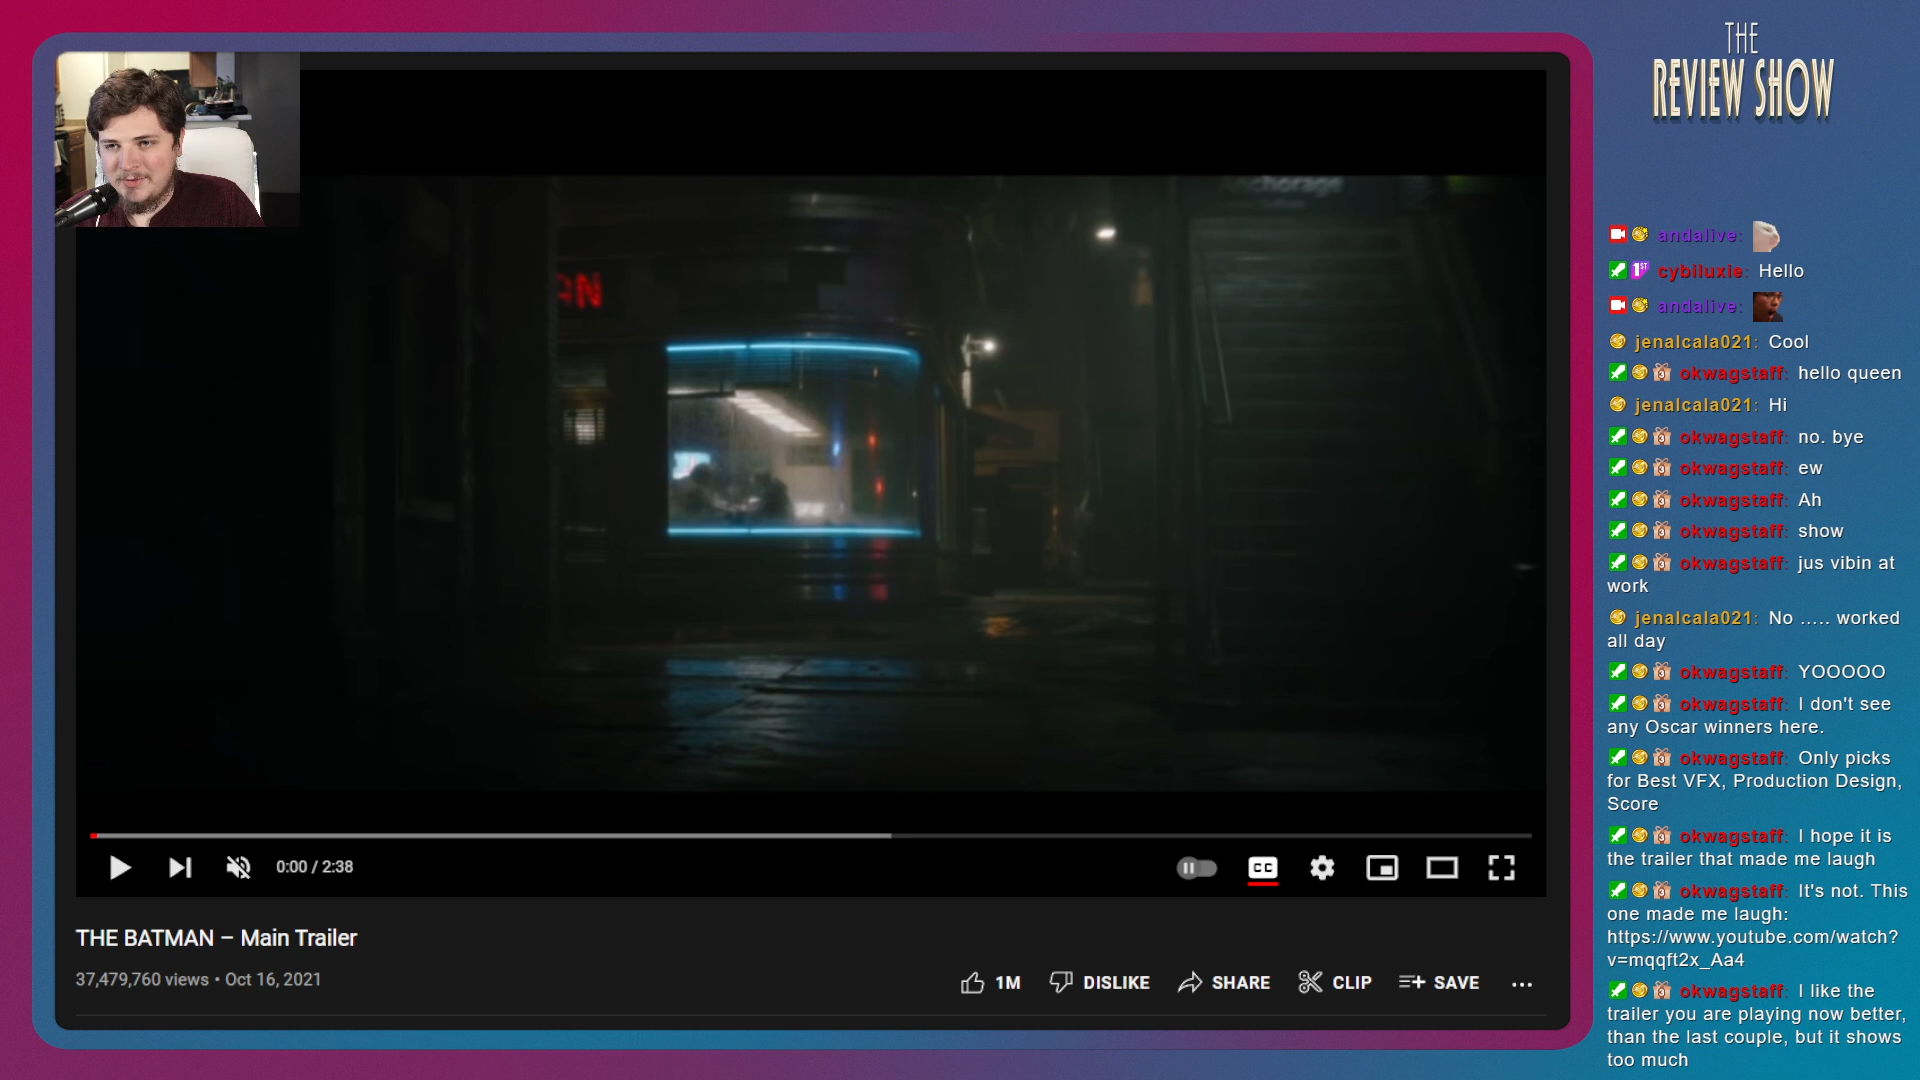 THE
REVIEW SHOW
Anchorage
N
andalive:
cybiluxie: Hello
andalive:
jenalcala021: Cool
okwagstaff: hello queen
jenalcala021: Hi
okwagstaff: no. bye
okwagstaff: ew
okwagstaff: Ah
okwagstaff: show
okwagstaff: jus vibin at
work
jenalcala021: No ..... worked
all day
okwagstaff: YOOOOO
okwagstaff: I don't see
any Oscar winners here.
okwagstaff: Only picks
for Best VFX, Production Design,
Score
okwagstaff: I hope it is
the trailer that made me laugh
okwagstaff: It's not. This
one made me laugh:
https://www.youtube.com/watch?
v=mqqft2x_Aa4
okwagstaff: I like the
trailer you are playing now better,
than the last couple, but it shows
too much
0:00 / 2:38
CC
THE BATMAN – Main Trailer
37,479,760 views • Oct 16, 2021
1M DISLIKE SHARE CLIP SAVE ...